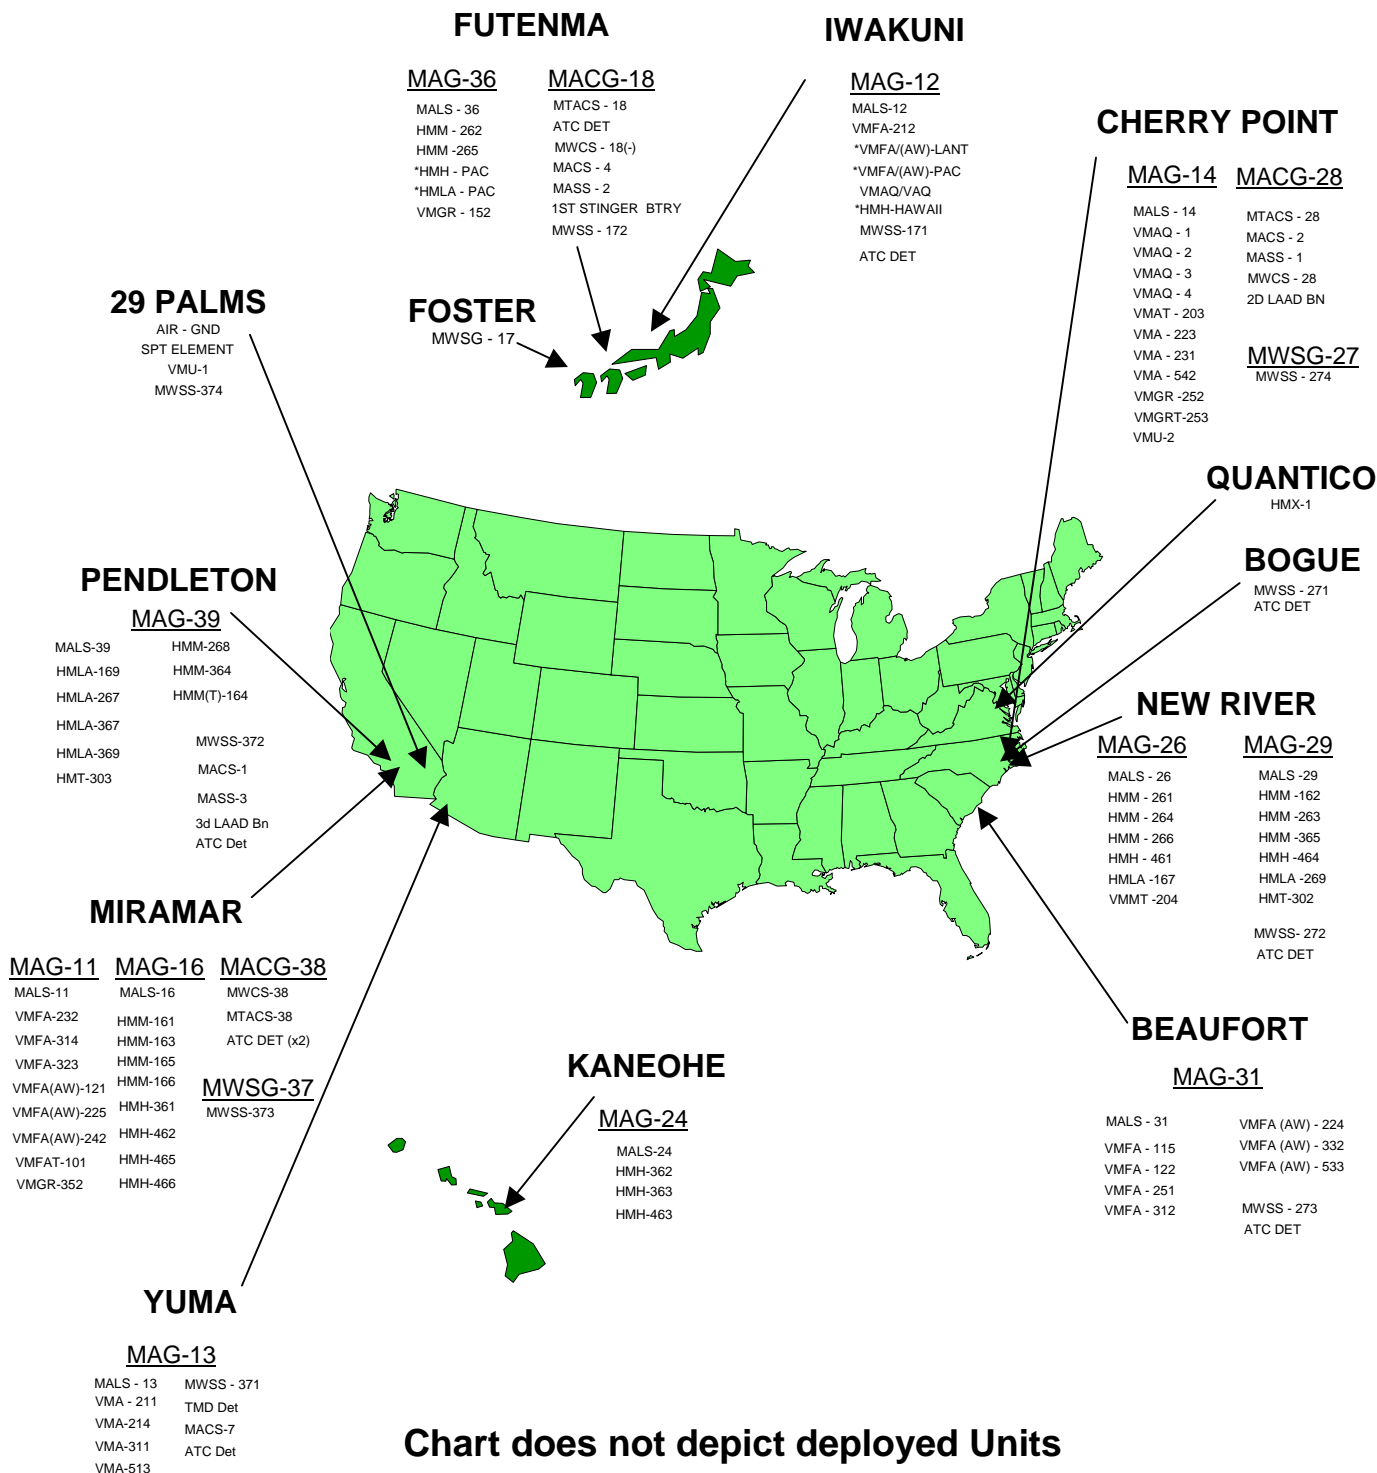 FUTENMA
MAG-36
MALS - 36
HMM - 262
HMM -265
*HMH - PAC
*HMLA - PAC
VMGR - 152
MACG-18
MTACS - 18
ATC DET
MWCS - 18(-)
MACS - 4
MASS - 2
1ST STINGER BTRY
MWSS - 172
IWAKUNI
MAG-12
MALS-12
VMFA-212
*VMFA/(AW)-LANT
*VMFA/(AW)-PAC
VMAQ/VAQ
*HMH-HAWAII
MWSS-171
ATC DET
CHERRY POINT
MAG-14
MALS - 14
VMAQ - 1
VMAQ - 2
VMAQ - 3
VMAQ - 4
VMAT - 203
VMA - 223
VMA - 231
VMA - 542
VMGR -252
VMGRT-253
VMU-2
MACG-28
MTACS - 28
MACS - 2
MASS - 1
MWCS - 28
2D LAAD BN
MWSG-27
MWSS - 274
29 PALMS
AIR - GND
SPT ELEMENT
VMU-1
MWSS-374
FOSTER
MWSG - 17
QUANTICO
HMX-1
BOGUE
MWSS - 271
ATC DET
PENDLETON
MAG-39
MALS-39
HMLA-169
HMLA-267
HMLA-367
HMLA-369
HMT-303
HMM-268
HMM-364
HMM(T)-164
MWSS-372
MACS-1
MASS-3
3d LAAD Bn
ATC Det
NEW RIVER
MAG-26
MALS - 26
HMM - 261
HMM - 264
HMM - 266
HMH - 461
HMLA -167
VMMT -204
MAG-29
MALS -29
HMM -162
HMM -263
HMM -365
HMH -464
HMLA -269
HMT-302
MWSS- 272
ATC DET
MIRAMAR
MAG-11
MALS-11
VMFA-232
VMFA-314
VMFA-323
VMFA(AW)-121
VMFA(AW)-225
VMFA(AW)-242
VMFAT-101
VMGR-352
MAG-16
MALS-16
HMM-161
HMM-163
HMM-165
HMM-166
HMH-361
HMH-462
HMH-465
HMH-466
MACG-38
MWCS-38
MTACS-38
ATC DET (x2)
MWSG-37
MWSS-373
KANEOHE
MAG-24
MALS-24
HMH-362
HMH-363
HMH-463
BEAUFORT
MAG-31
MALS - 31
VMFA - 115
VMFA - 122
VMFA - 251
VMFA - 312
VMFA (AW) - 224
VMFA (AW) - 332
VMFA (AW) - 533
MWSS - 273
ATC DET
YUMA
MAG-13
MALS - 13
VMA - 211
VMA-214
VMA-311
VMA-513
MWSS - 371
TMD Det
MACS-7
ATC Det
Chart does not depict deployed Units